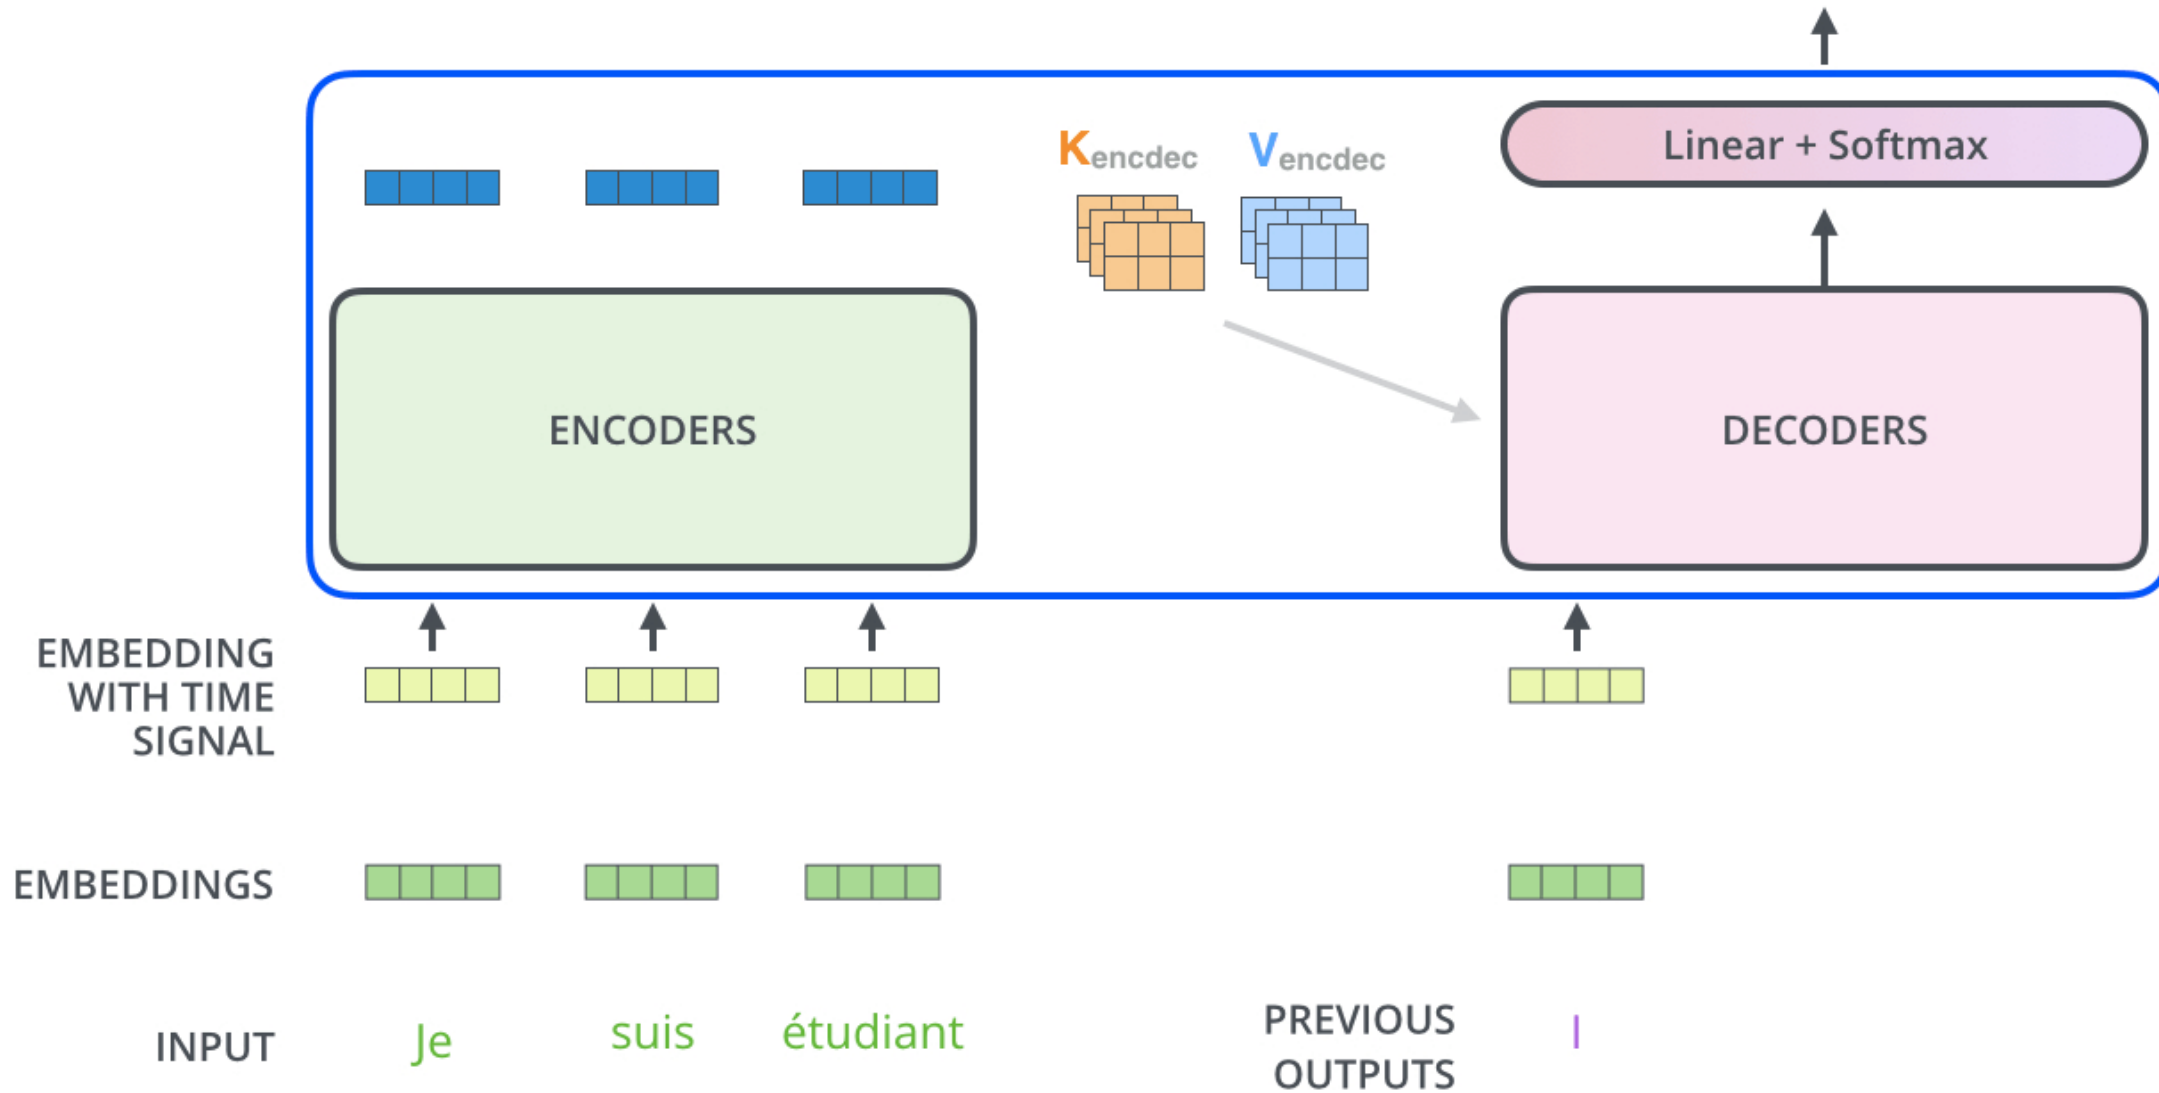 Kencdec Vencdec
Linear + Softmax
ENCODERS
DECODERS
EMBEDDING
WITH TIME
SIGNAL
EMBEDDINGS
INPUT
Je suis étudiant
PREVIOUS
OUTPUTS
I